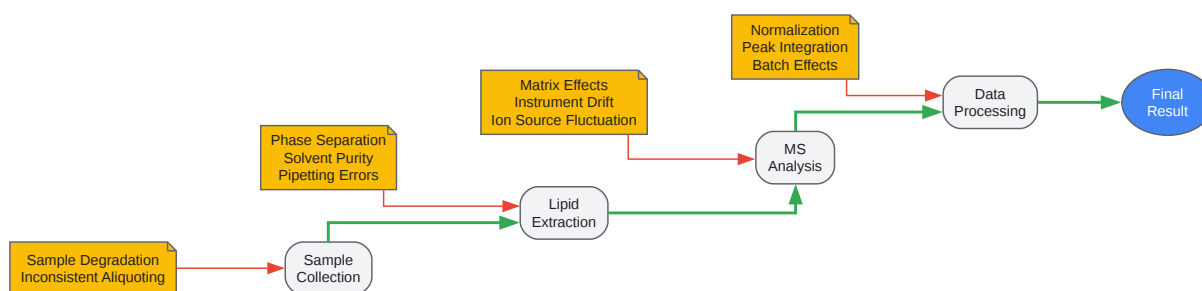 Normalization
Peak Integration
Batch Effects
Matrix Effects
Instrument Drift
Ion Source Fluctuation
Data
Processing
Final
Result
Phase Separation
Solvent Purity
Pipetting Errors
MS
Analysis
Lipid
Extraction
Sample Degradation
Inconsistent Aliquoting
Sample
Collection